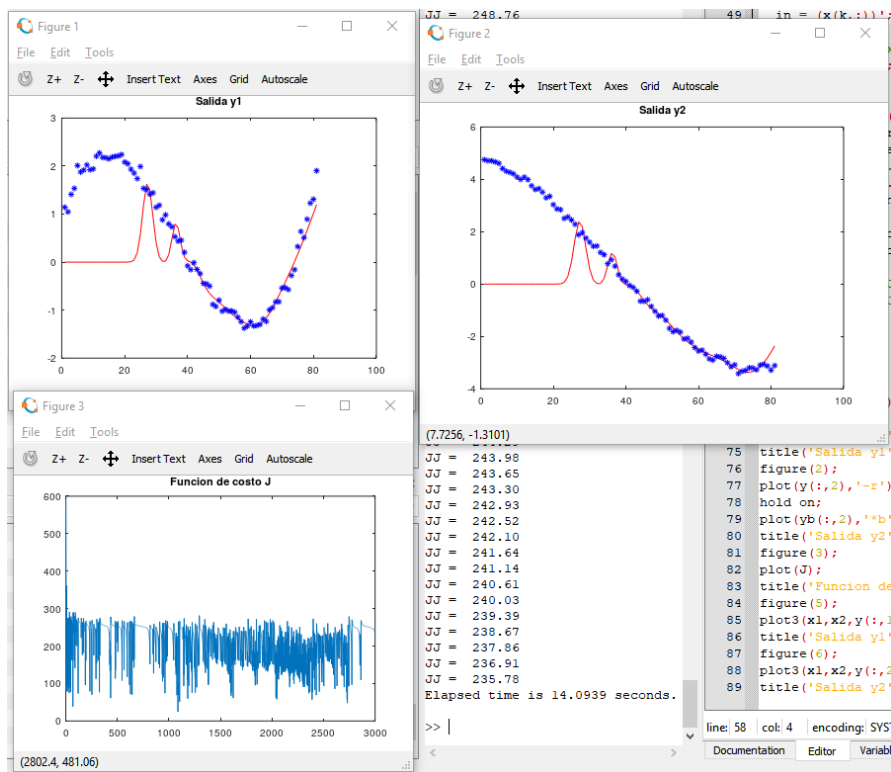 Figure 1
File Edit Tools
Z+ Z- Insert Text Axes Grid Autoscale
Salida y1
3
2
1
0
-1
-2
0 20 40 60 80 100
JJ = 248.76
49 in = (x(k,:))';
Figure 2
File Edit Tools
Z+ Z- Insert Text Axes Grid Autoscale
Salida y2
6
4
2
0
-2
-4
0 20 40 60 80 100
(7.7256, -1.3101)
Figure 3
File Edit Tools
Z+ Z- Insert Text Axes Grid Autoscale
Funcion de costo J
600
500
400
300
200
100
0
0 500 1000 1500 2000 2500 3000
(2802.4, 481.06)
JJ = 243.98
JJ = 243.65
JJ = 243.30
JJ = 242.93
JJ = 242.52
JJ = 242.10
JJ = 241.64
JJ = 241.14
JJ = 240.61
JJ = 240.03
JJ = 239.39
JJ = 238.67
JJ = 237.86
JJ = 236.91
JJ = 235.78
Elapsed time is 14.0939 seconds.
>>
75 title('Salida y1'
76 figure(2);
77 plot(y(:,2),'-r')
78 hold on;
79 plot(yb(:,2),'*b'
80 title('Salida y2'
81 figure(3);
82 plot(J);
83 title('Funcion de
84 figure(5);
85 plot3(x1,x2,y(:,1
86 title('Salida y1'
87 figure(6);
88 plot3(x1,x2,y(:,2
89 title('Salida y2'
line: 58 col: 4 encoding: SYST
Documentation Editor Variabl